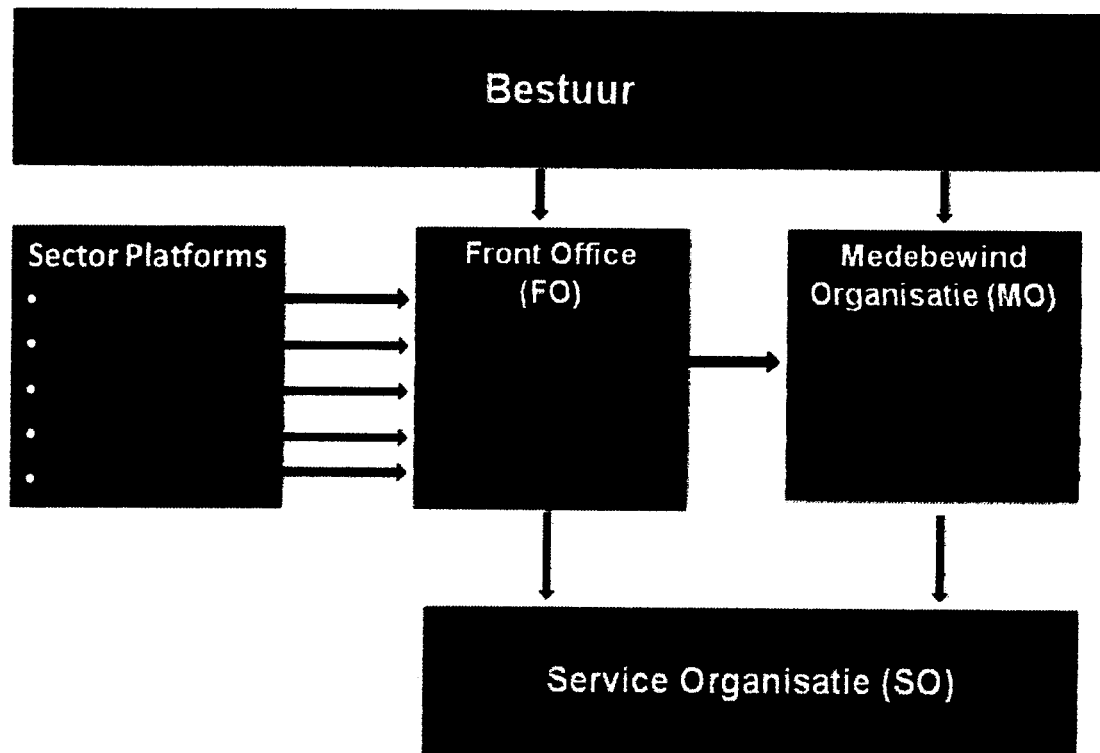 Bestuur
Sector Platforms
•
•
•
•
•
Front Office
(FO)
Medebewind
Organisatie (MO)
Service Organisatie (SO)